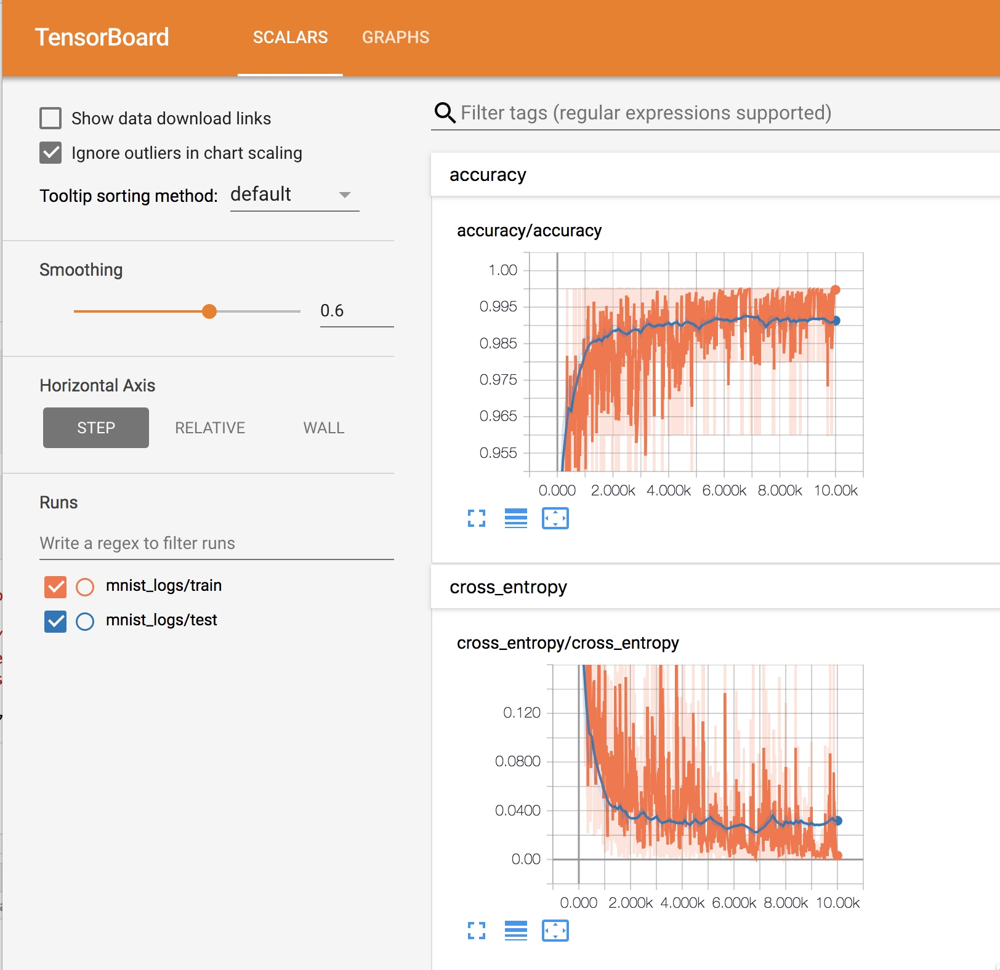 TensorBoard SCALARS GRAPHS
Show data download links
Ignore outliers in chart scaling
Tooltip sorting method: default
Smoothing
0.6
Horizontal Axis
STEP RELATIVE WALL
Runs
Write a regex to filter runs
mnist_logs/train
mnist_logs/test
Filter tags (regular expressions supported)
accuracy
accuracy/accuracy
1.00
0.995
0.985
0.975
0.965
0.955
0.000 2.000k 4.000k 6.000k 8.000k 10.00k
cross_entropy
cross_entropy/cross_entropy
0.120
0.0800
0.0400
0.00
0.000 2.000k 4.000k 6.000k 8.000k 10.00k